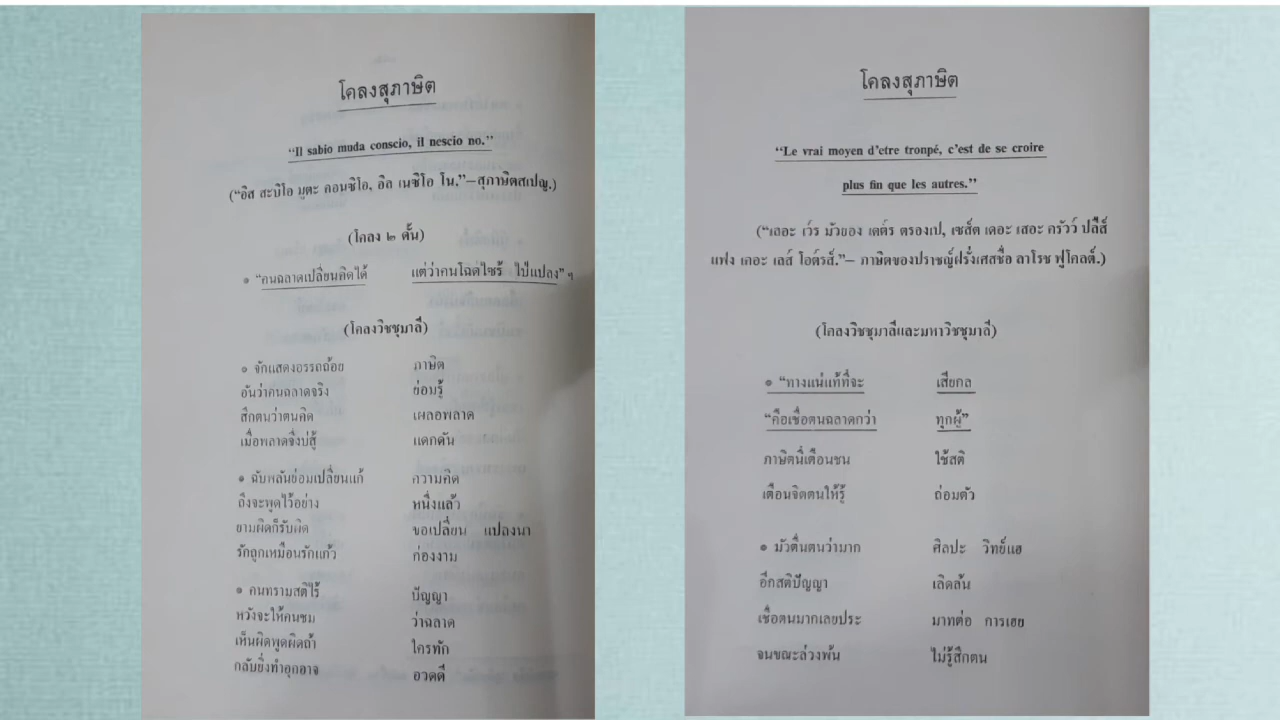 โคลงสุภาษิต
“Il sabio muda conscio, il nescio no.”
(“อิส สะบิโอ มูตะ คอนซิโอ, อิล เนซิโอ โน.”—สุภาษิตสเปญ.)
(โคลง ๒ ดั้น)
๏ “คนฉลาดเปลี่ยนคิดได้ แต่ว่าคนโฉดไซร้ ไป่แปลง” ฯ
(โคลงวิชชุมาลี)
๏ จักแสดงอรรถถ้อย ภาษิต
อันว่าคนฉลาดจริง ย่อมรู้
สึกตนว่าตนคิด เผลอพลาด
เมื่อพลาดจึ่งบ่สู้ แดกดัน
๏ ฉับพลันย่อมเปลี่ยนแก้ ความคิด
ถึงจะพูดไว้อย่าง หนึ่งแล้ว
ยามผิดก็รับผิด ขอเปลี่ยน แปลงนา
รักถูกเหมือนรักแก้ว ก่องงาม
๏ คนทรามสติไร้ ปัญญา
หวังจะให้คนชม ว่าฉลาด
เห็นผิดพูดผิดถ้า ใครทัก
กลับยิ่งทำอุกอาจ อวดดี
โคลงสุภาษิต
“Le vrai moyen d'etre tronpé, c'est de se croire
plus fin que les autres.”
(“เลอะ เว์ร มัวยอง เดต์ร ตรองเป, เซส์ต เดอะ เสอะ ครัวว์ ปลืส์
แฟง เคอะ เลส์ โอต์รส์.”— ภาษิตของปราชญ์ฝรั่งเศสชื่อ ลาโรช ฟูโกลต์.)
(โคลงวิชชุมาลีและมหาวิชชุมาลี)
๏ “ทางแน่แท้ที่จะ เสียกล
“คือเชื่อตนฉลาดกว่า ทุกผู้”
ภาษิตนี้เตือนชน ใช้สติ
เตือนจิตตนให้รู้ ถ่อมตัว
๏ มัวตื่นตนว่ามาก ศิลปะ วิทย์แฮ
อีกสติปัญญา เลิดล้น
เชื่อตนมากเลยประ มาทต่อ การเฮย
จนขณะล่วงพ้น ไม่รู้สึกตน